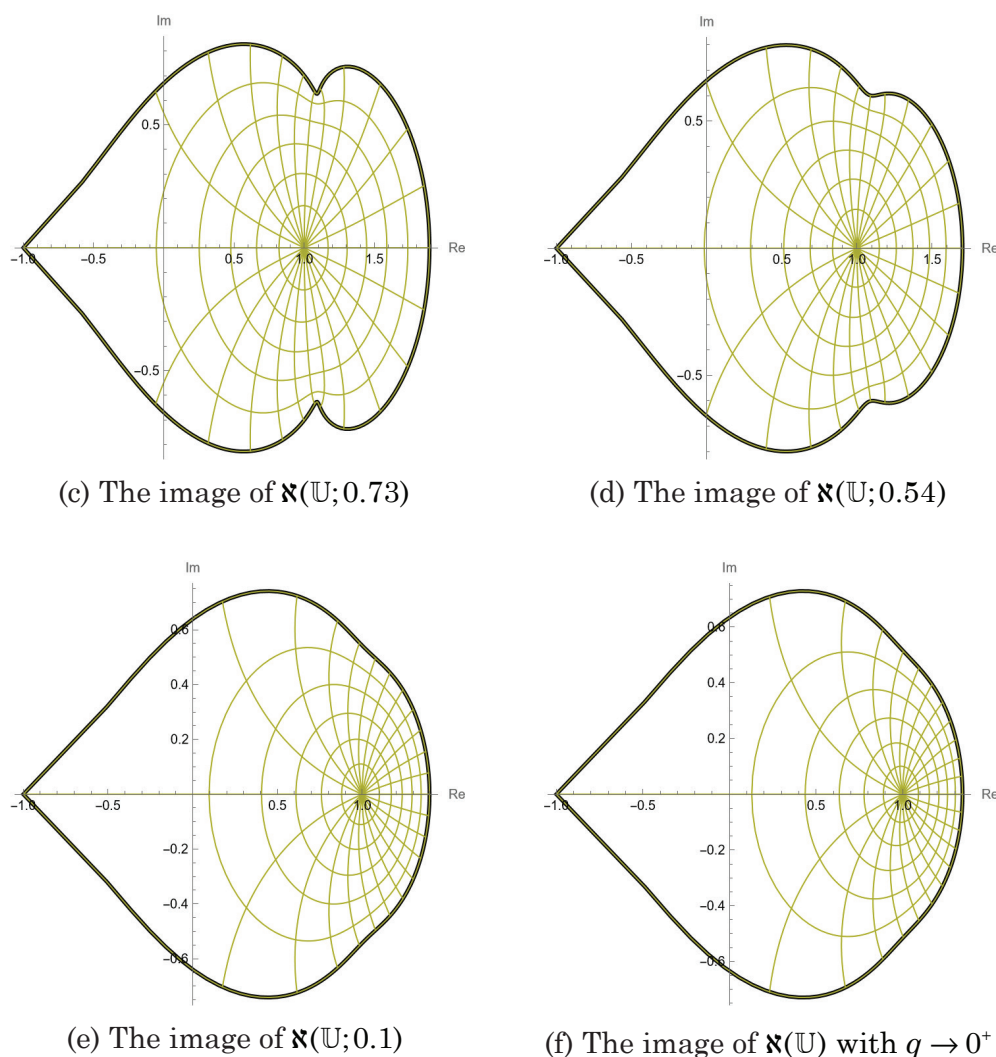 Im
Im
0.5
0.5
-1.0 -0.5 0.5 1.0 1.5 Re
-1.0 -0.5 0.5 1.0 1.5 Re
-0.5
-0.5
(c) The image of ℵ(𝕌;0.73)
(d) The image of ℵ(𝕌;0.54)
Im
Im
0.6
0.6
0.4
0.4
0.2
0.2
-1.0 -0.5 0.5 1.0 Re
-1.0 -0.5 0.5 1.0 Re
-0.2
-0.2
-0.4
-0.4
-0.6
-0.6
(e) The image of ℵ(𝕌;0.1)
(f) The image of ℵ(𝕌) with q → 0⁺